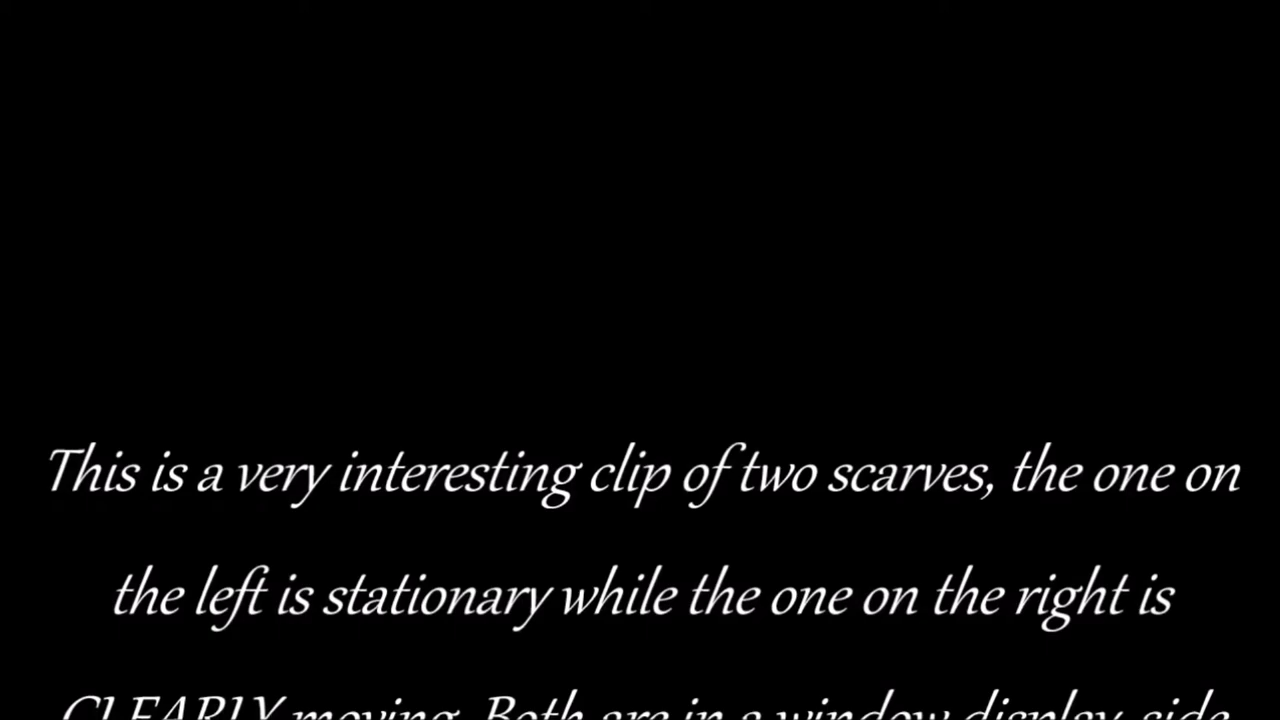 This is a very interesting clip of two scarves, the one on
the left is stationary while the one on the right is
CLEARLY moving. Both are in a window display, side